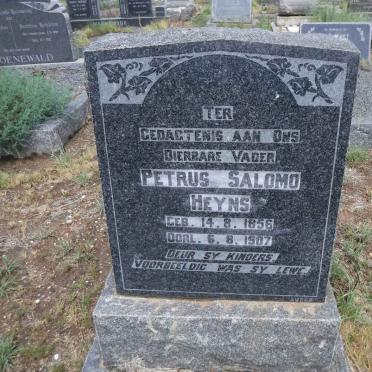 OENEWALD
TER
GEDAGTENIS AAN ONS
DIERBARE VADER
PETRUS SALOMO
HEYNS
GEB. 14. 8. 1856
OORL. 6. 8. 1907
DEUR SY KINDERS
VOORBEELDIG WAS SY LEWE